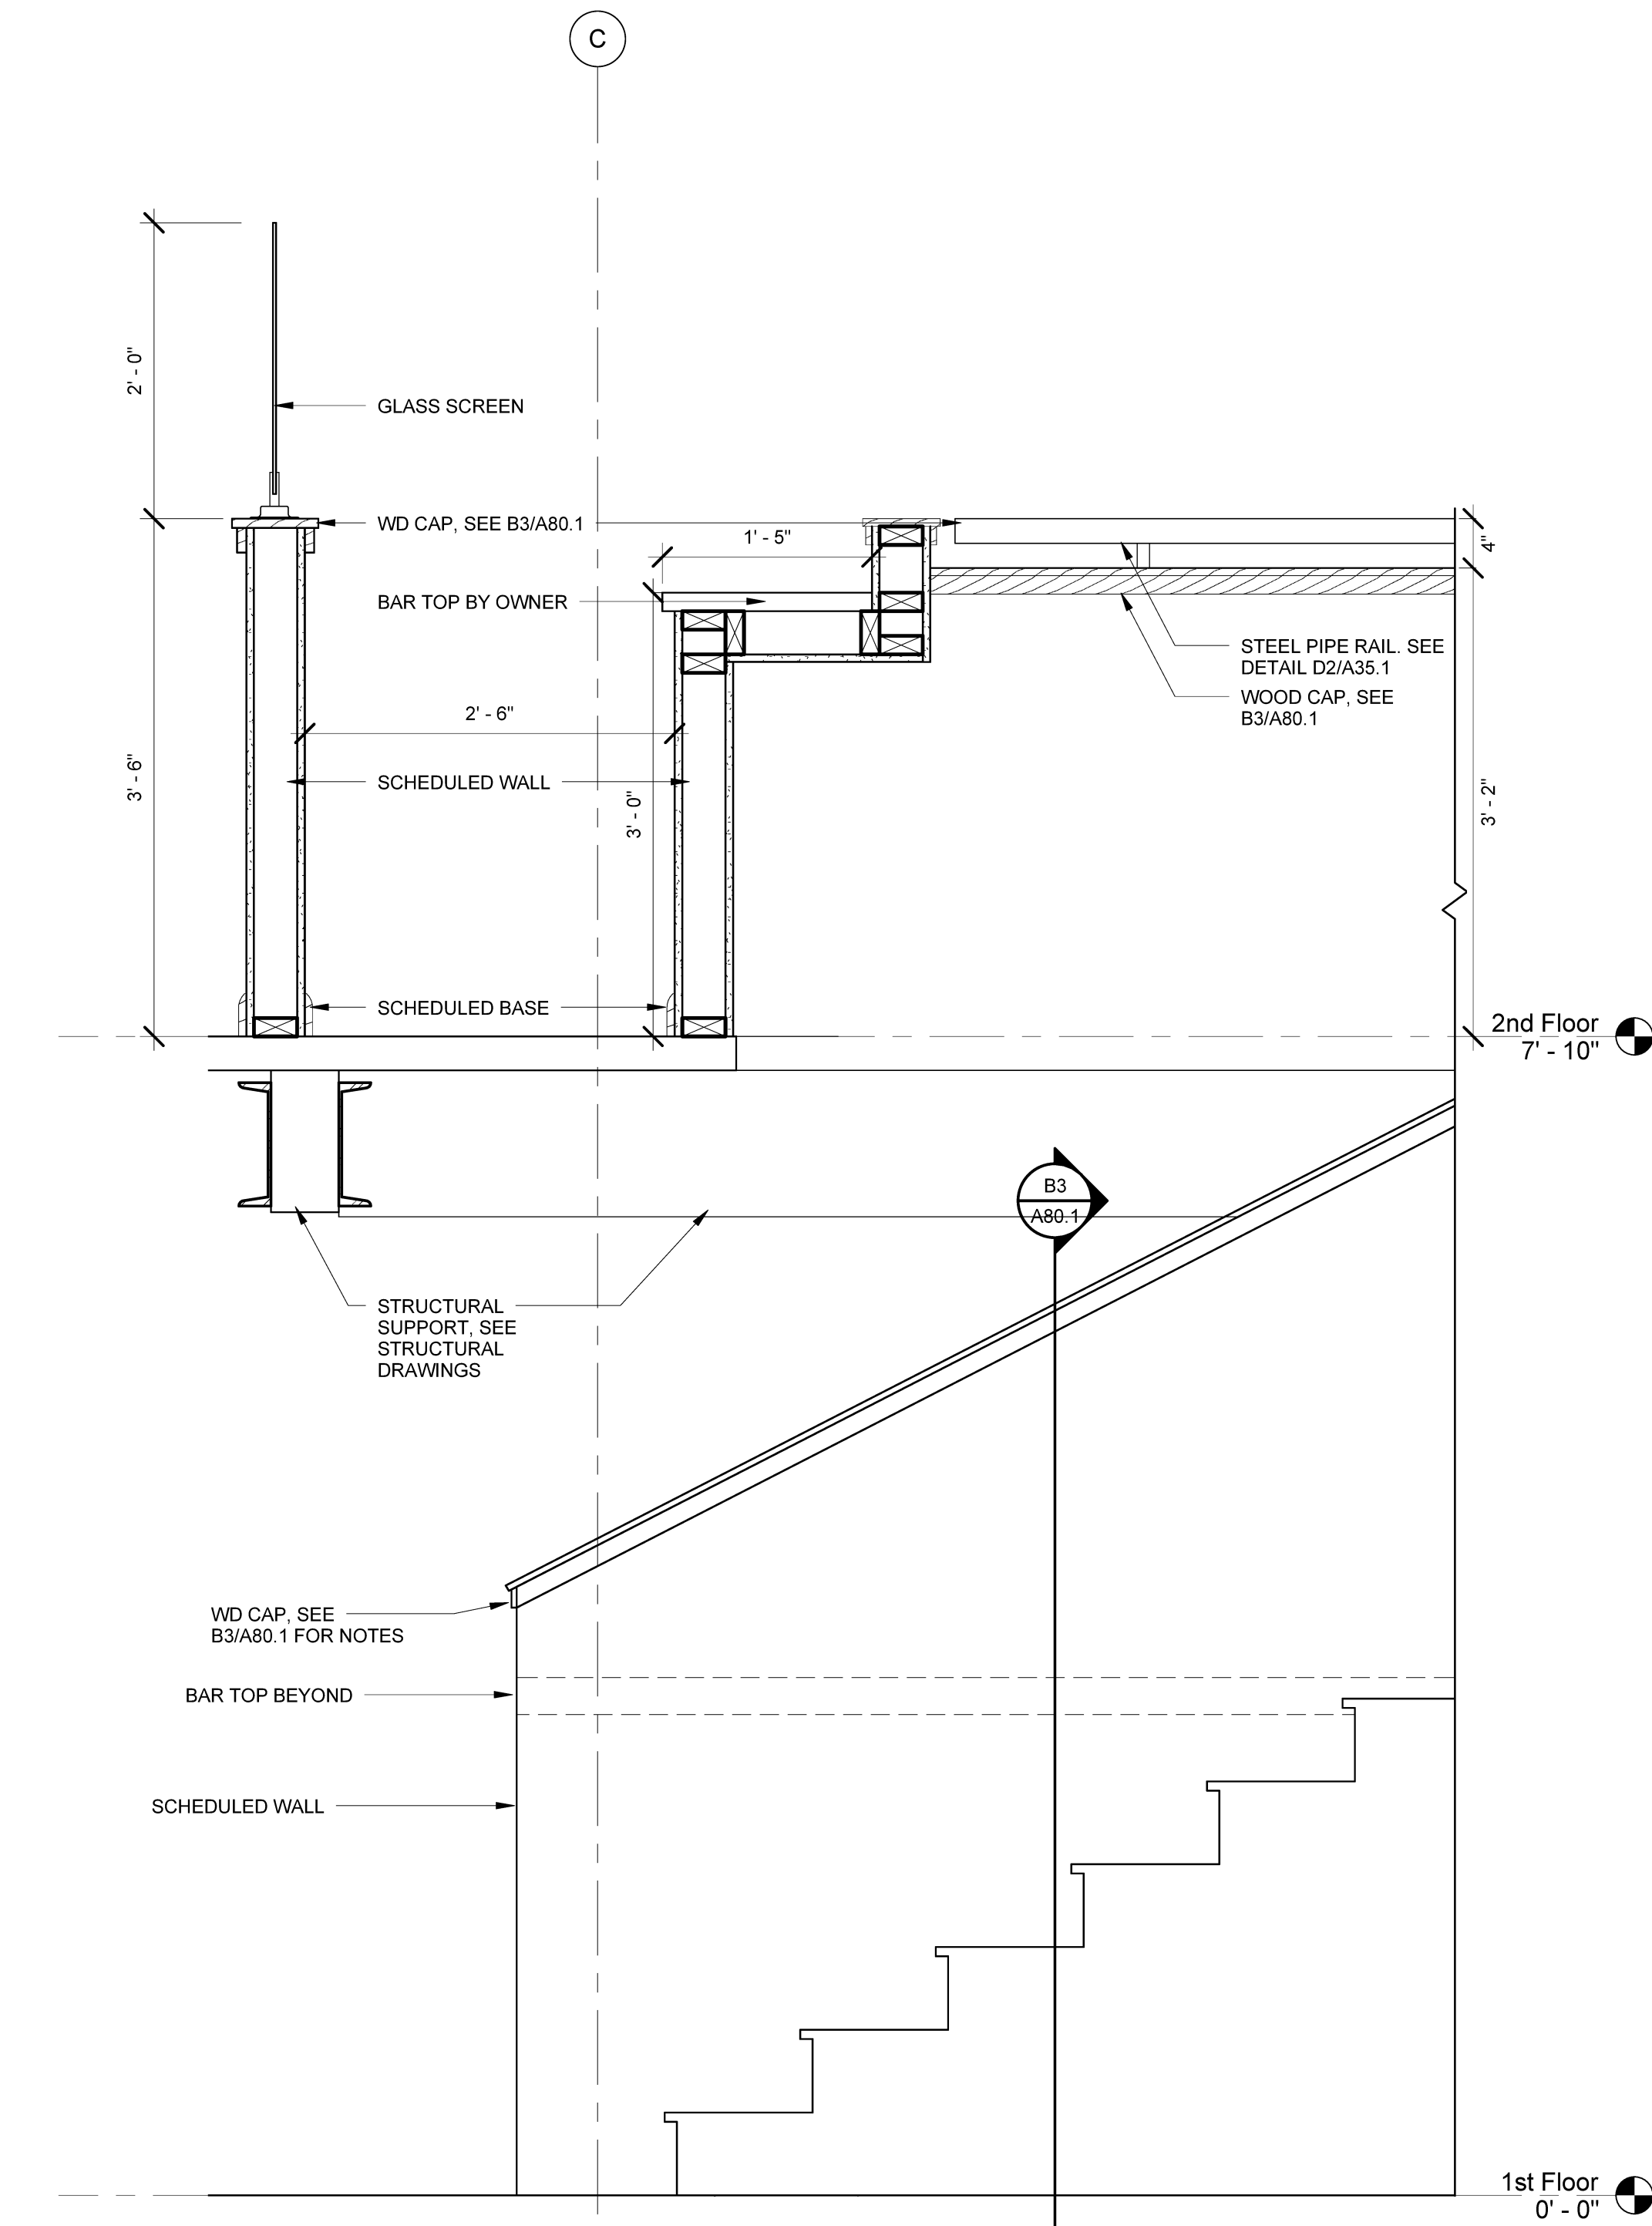 C
2' - 0"
GLASS SCREEN
WD CAP, SEE B3/A80.1
1' - 5"
4"
BAR TOP BY OWNER
STEEL PIPE RAIL. SEE
DETAIL D2/A35.1
WOOD CAP, SEE
B3/A80.1
2' - 6"
3' - 6"
SCHEDULED WALL
3' - 0"
3' - 2"
SCHEDULED BASE
2nd Floor
7' - 10"
B3
A80.1
STRUCTURAL
SUPPORT, SEE
STRUCTURAL
DRAWINGS
WD CAP, SEE
B3/A80.1 FOR NOTES
BAR TOP BEYOND
SCHEDULED WALL
1st Floor
0' - 0"